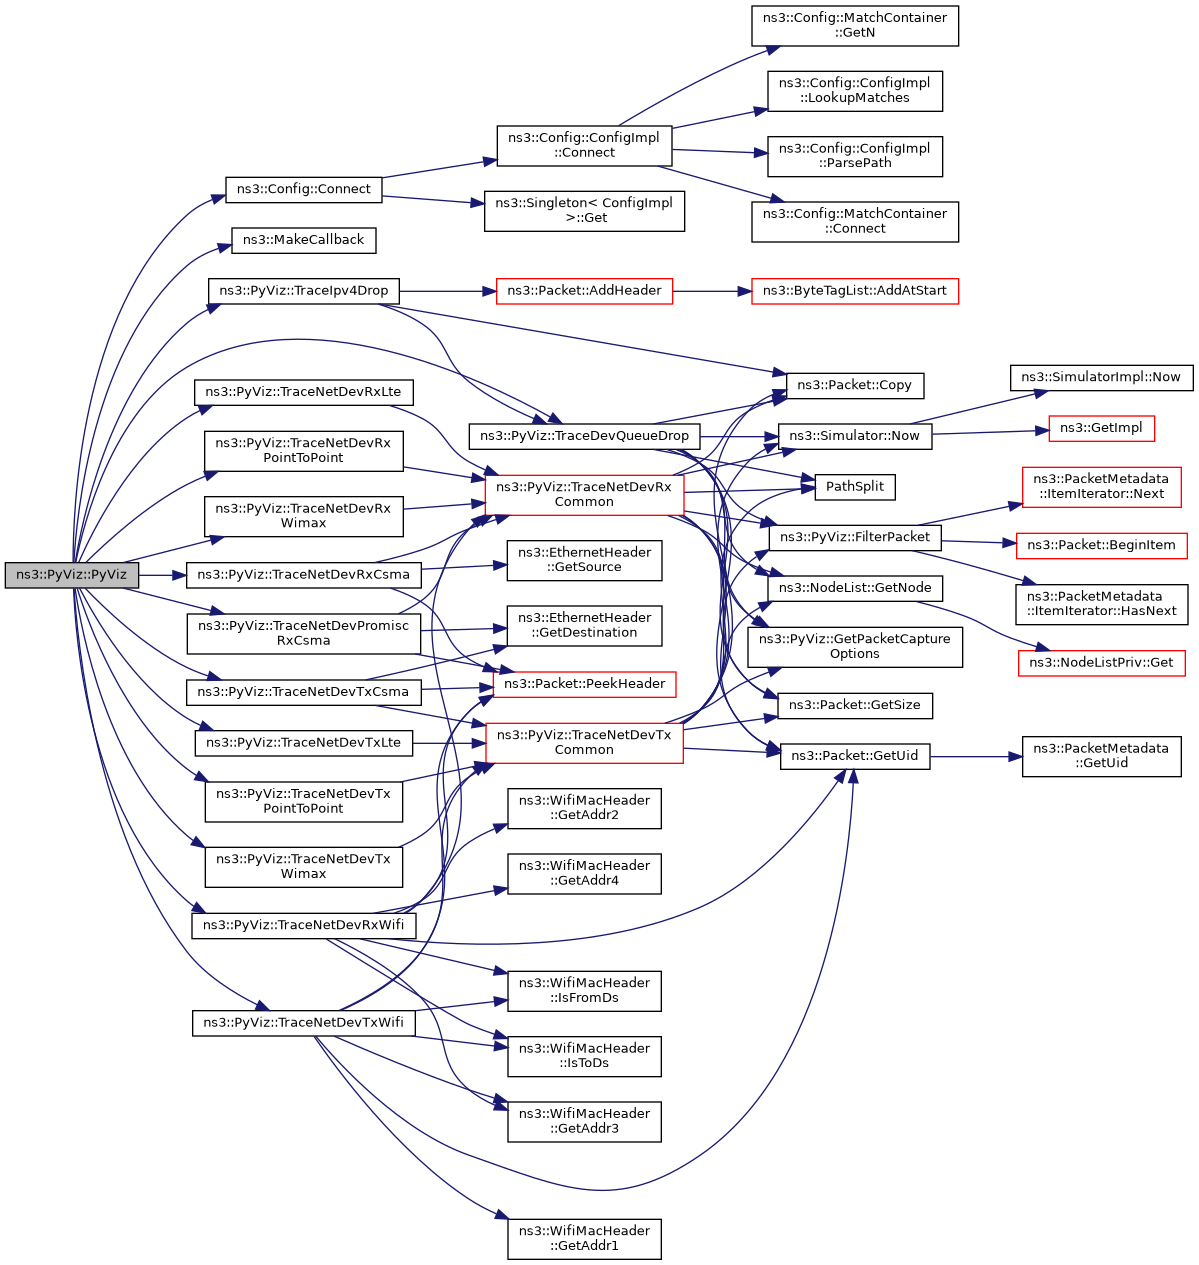 ns3::Config::MatchContainer
::GetN
ns3::Config::ConfigImpl
::LookupMatches
ns3::Config::ConfigImpl
::Connect
ns3::Config::ConfigImpl
::ParsePath
ns3::Config::Connect
ns3::Singleton< ConfigImpl
>::Get
ns3::Config::MatchContainer
::Connect
ns3::MakeCallback
ns3::PyViz::TraceIpv4Drop
ns3::Packet::AddHeader
ns3::ByteTagList::AddAtStart
ns3::PyViz::TraceNetDevRxLte
ns3::Packet::Copy
ns3::SimulatorImpl::Now
ns3::PyViz::TraceNetDevRx
PointToPoint
ns3::PyViz::TraceDevQueueDrop
ns3::Simulator::Now
ns3::GetImpl
ns3::PyViz::TraceNetDevRx
Common
PathSplit
ns3::PacketMetadata
::ItemIterator::Next
ns3::PyViz::TraceNetDevRx
Wimax
ns3::PyViz::FilterPacket
ns3::Packet::BeginItem
ns3::PyViz::PyViz
ns3::PyViz::TraceNetDevRxCsma
ns3::EthernetHeader
::GetSource
ns3::NodeList::GetNode
ns3::PacketMetadata
::ItemIterator::HasNext
ns3::PyViz::TraceNetDevPromisc
RxCsma
ns3::EthernetHeader
::GetDestination
ns3::PyViz::GetPacketCapture
Options
ns3::NodeListPriv::Get
ns3::PyViz::TraceNetDevTxCsma
ns3::Packet::PeekHeader
ns3::Packet::GetSize
ns3::PyViz::TraceNetDevTxLte
ns3::PyViz::TraceNetDevTx
Common
ns3::Packet::GetUid
ns3::PacketMetadata
::GetUid
ns3::PyViz::TraceNetDevTx
PointToPoint
ns3::WifiMacHeader
::GetAddr2
ns3::PyViz::TraceNetDevTx
Wimax
ns3::WifiMacHeader
::GetAddr4
ns3::PyViz::TraceNetDevRxWifi
ns3::WifiMacHeader
::IsFromDs
ns3::PyViz::TraceNetDevTxWifi
ns3::WifiMacHeader
::IsToDs
ns3::WifiMacHeader
::GetAddr3
ns3::WifiMacHeader
::GetAddr1